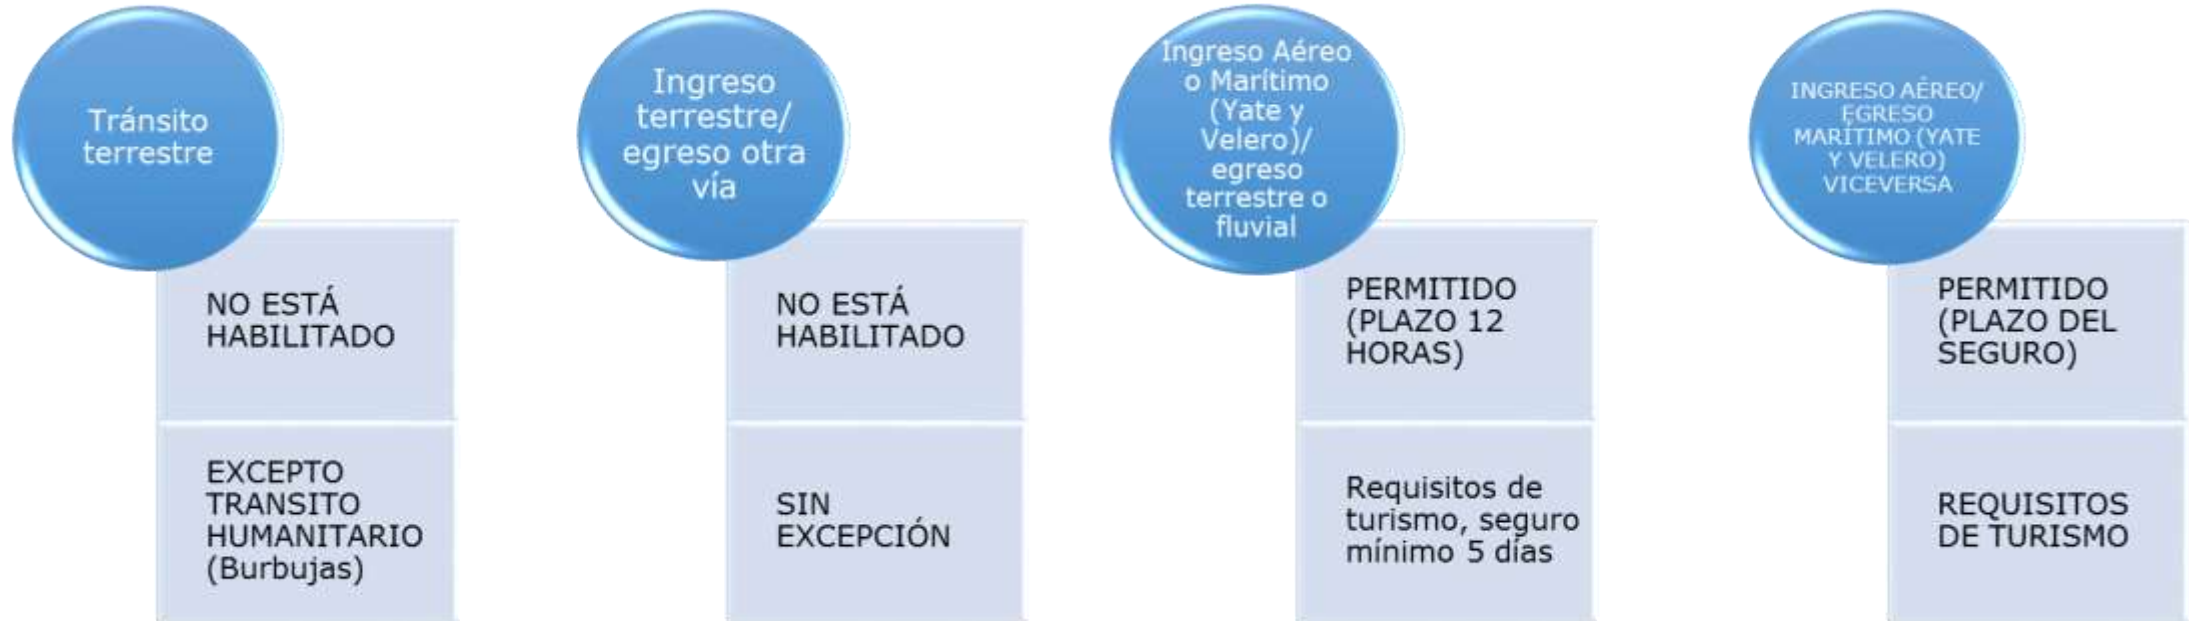 Tránsito
terrestre
NO ESTÁ
HABILITADO
EXCEPTO
TRANSITO
HUMANITARIO
(Burbujas)
Ingreso
terrestre/
egreso otra
vía
NO ESTÁ
HABILITADO
SIN
EXCEPCIÓN
Ingreso Aéreo
o Marítimo
(Yate y
Velero)/
egreso
terrestre o
fluvial
PERMITIDO
(PLAZO 12
HORAS)
Requisitos de
turismo, seguro
mínimo 5 días
INGRESO AÉREO/
EGRESO
MARÍTIMO (YATE
Y VELERO)
VICEVERSA
PERMITIDO
(PLAZO DEL
SEGURO)
REQUISITOS
DE TURISMO